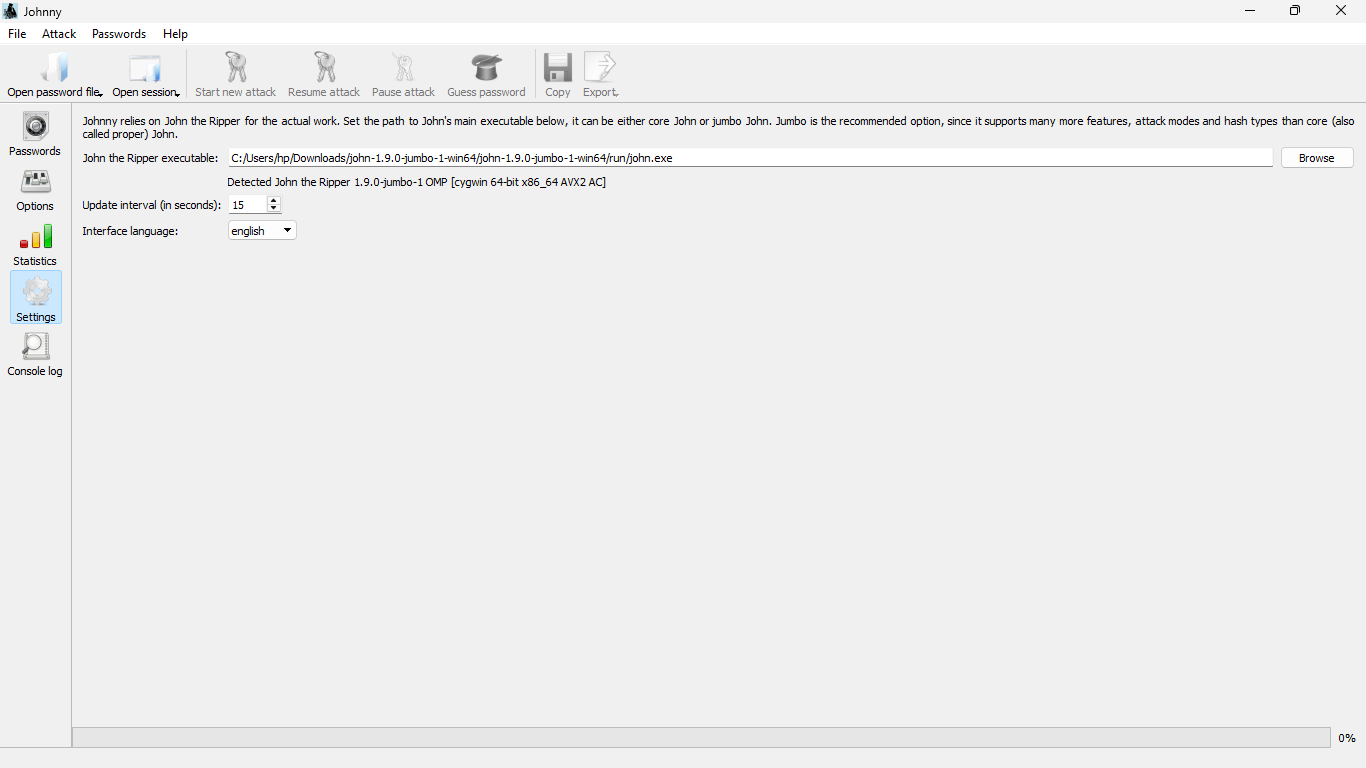 Johnny
File Attack Passwords Help
Open password file Open session Start new attack Resume attack Pause attack Guess password Copy Export
Passwords
Options
Statistics
Settings
Console log
Johnny relies on John the Ripper for the actual work. Set the path to John's main executable below, it can be either core John or jumbo John. Jumbo is the recommended option, since it supports many more features, attack modes and hash types than core (also
called proper) John.
John the Ripper executable: C:/Users/hp/Downloads/john-1.9.0-jumbo-1-win64/john-1.9.0-jumbo-1-win64/run/john.exe Browse
Detected John the Ripper 1.9.0-jumbo-1 OMP [cygwin 64-bit x86_64 AVX2 AC]
Update interval (in seconds): 15
Interface language: english
0%